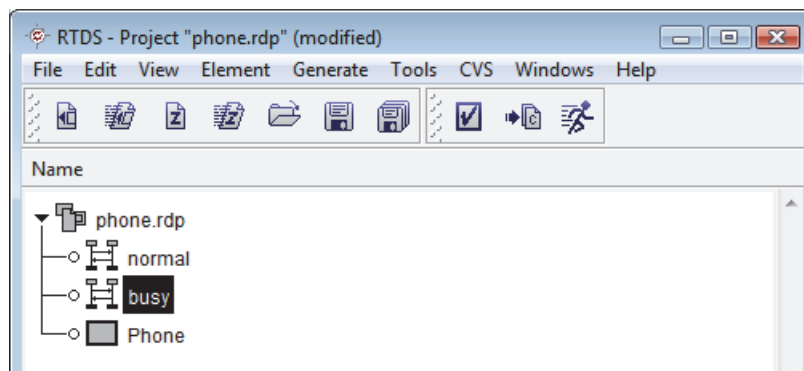 RTDS - Project "phone.rdp" (modified)
File Edit View Element Generate Tools CVS Windows Help
Name
phone.rdp
normal
busy
Phone